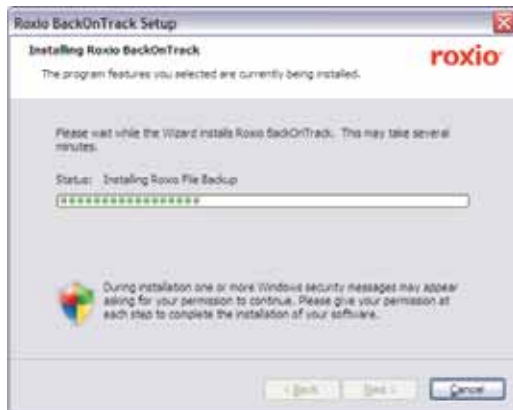 Roxio BackOnTrack Setup
Installing Roxio BackOnTrack
The program features you selected are currently being installed.
roxio
Please wait while the Wizard installs Roxio BackOnTrack. This may take several
minutes.
Status: Installing Roxio File Backup
During installation one or more Windows security messages may appear
asking for your permission to continue. Please give your permission at
each step to complete the installation of your software.
< Back
Next >
Cancel